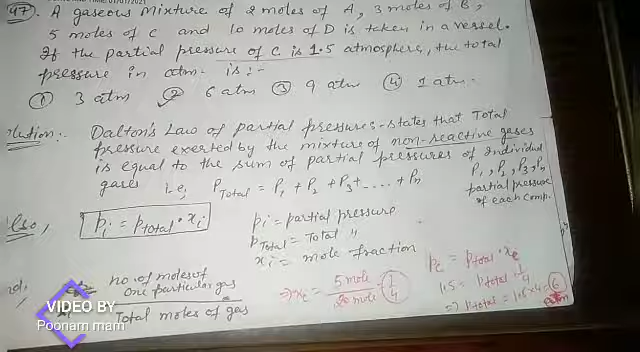 47. A gaseous mixture of 2 moles of A, 3 moles of B,
5 moles of C and 10 moles of D is taken in a vessel.
If the partial pressure of C is 1.5 atmosphere, the total
pressure in atm is :-
① 3 atm ② 6 atm ③ 9 atm ④ 1 atm.
lution:. Dalton's Law of partial pressure:- states that Total
pressure exerted by the mixture of non-reactive gases
is equal to the sum of partial pressures of Individual
gases i.e, PTotal = P1 + P2 + P3 + ..... + Pn
P1, P2, P3, Pn
partial pressure
of each comp.
lso, Pi = Ptotal . xi
Pi = partial pressure
PTotal = Total "
xi = mole fraction
no. of moles of
One particular gas
Total moles of gas
⇒ xc = 5 mole / 20 mole = 1/4
Pc = Ptotal . xc
1.5 = Ptotal . 1/4
⇒ Ptotal = 1.5x4 = 6
atm
VIDEO BY
Poonam mam